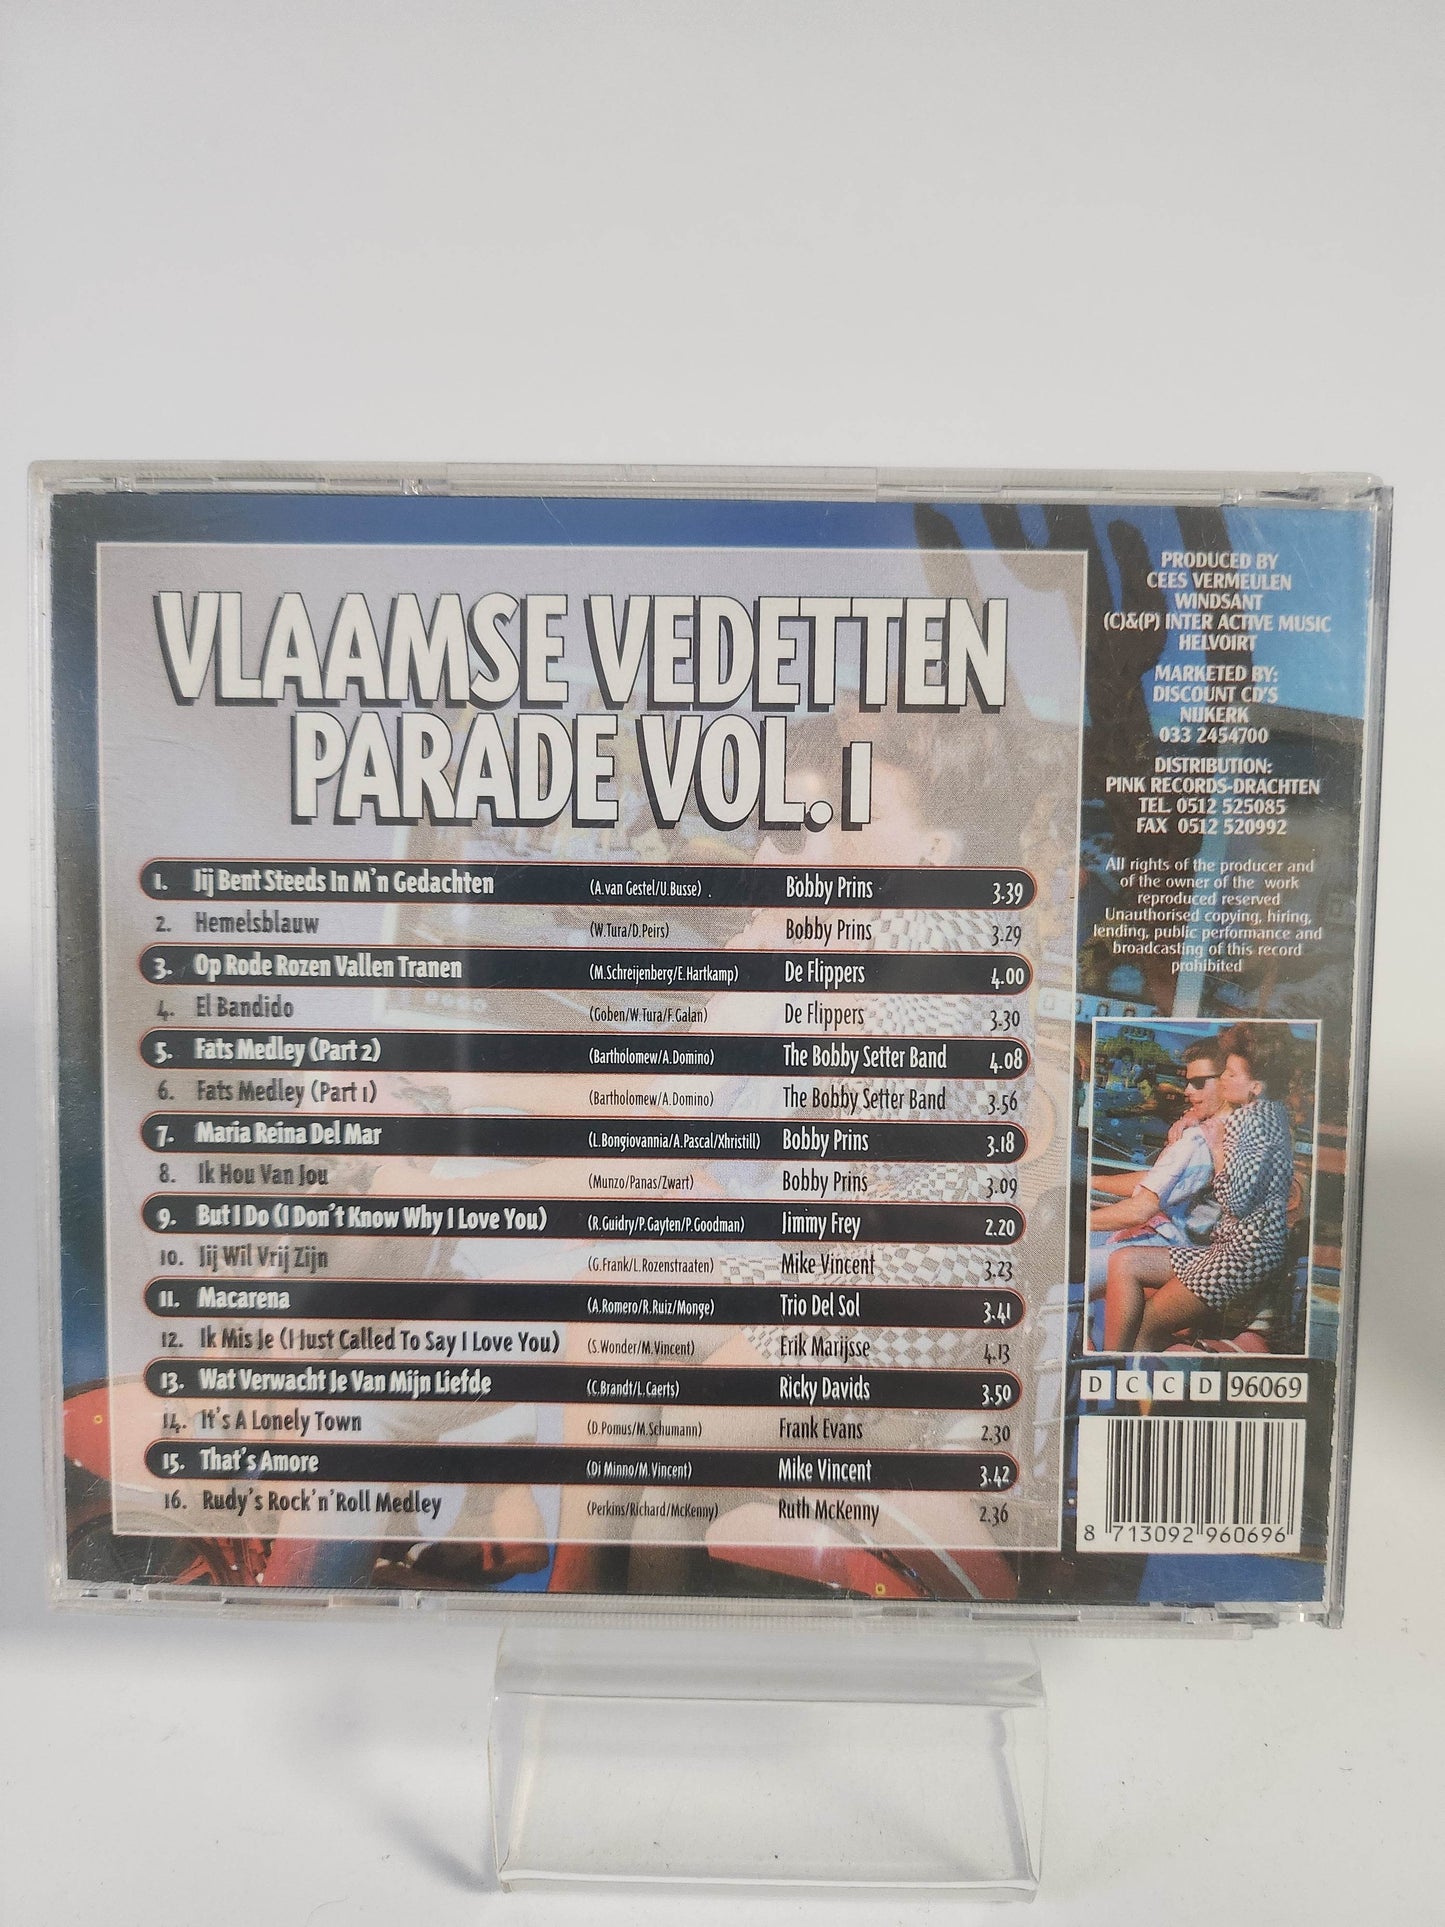 VLAAMSE VEDETTEN
PARADE VOL. 1
1. Jij Bent Steeds In M'n Gedachten (A.van Gestel/U.Busse) Bobby Prins 3.39
2. Hemelsblauw (W.Tura/D.Peirs) Bobby Prins 3.29
3. Op Rode Rozen Vallen Tranen (M.Schreijenberg/E.Hartkamp) De Flippers 4.00
4. El Bandido (Goben/W.Tura/F.Galan) De Flippers 3.30
5. Fats Medley (Part 2) (Bartholomew/A.Domino) The Bobby Setter Band 4.08
6. Fats Medley (Part 1) (Bartholomew/A.Domino) The Bobby Setter Band 3.56
7. Maria Reina Del Mar (L.Bongiovannia/A.Pascal/Xhristill) Bobby Prins 3.18
8. Ik Hou Van Jou (Munzo/Panas/Zwart) Bobby Prins 3.09
9. But I Do (I Don't Know Why I Love You) (R.Guidry/P.Gayten/P.Goodman) Jimmy Frey 2.20
10. Jij Wil Vrij Zijn (G.Frank/L.Rozenstraaten) Mike Vincent 3.23
11. Macarena (A.Romero/R.Ruiz/Monge) Trio Del Sol 3.41
12. Ik Mis Je (I Just Called To Say I Love You) (S.Wonder/M.Vincent) Erik Marijsse 4.13
13. Wat Verwacht Je Van Mijn Liefde (C.Brandt/L.Caerts) Ricky Davids 3.50
14. It's A Lonely Town (D.Pomus/M.Schumann) Frank Evans 2.30
15. That's Amore (Di Minno/M.Vincent) Mike Vincent 3.42
16. Rudy's Rock'n'Roll Medley (Perkins/Richard/McKenny) Ruth McKenny 2.36
PRODUCED BY
CEES VERMEULEN
WINDSANT
(C)&(P) INTER ACTIVE MUSIC
HELVOIRT
MARKETED BY:
DISCOUNT CD'S
NIJKERK
033 2454700
DISTRIBUTION:
PINK RECORDS-DRACHTEN
TEL. 0512 525085
FAX 0512 520992
All rights of the producer and
of the owner of the work
reproduced reserved
Unauthorised copying, hiring,
lending, public performance and
broadcasting of this record
prohibited
D C C D 96069
8 713092 960696